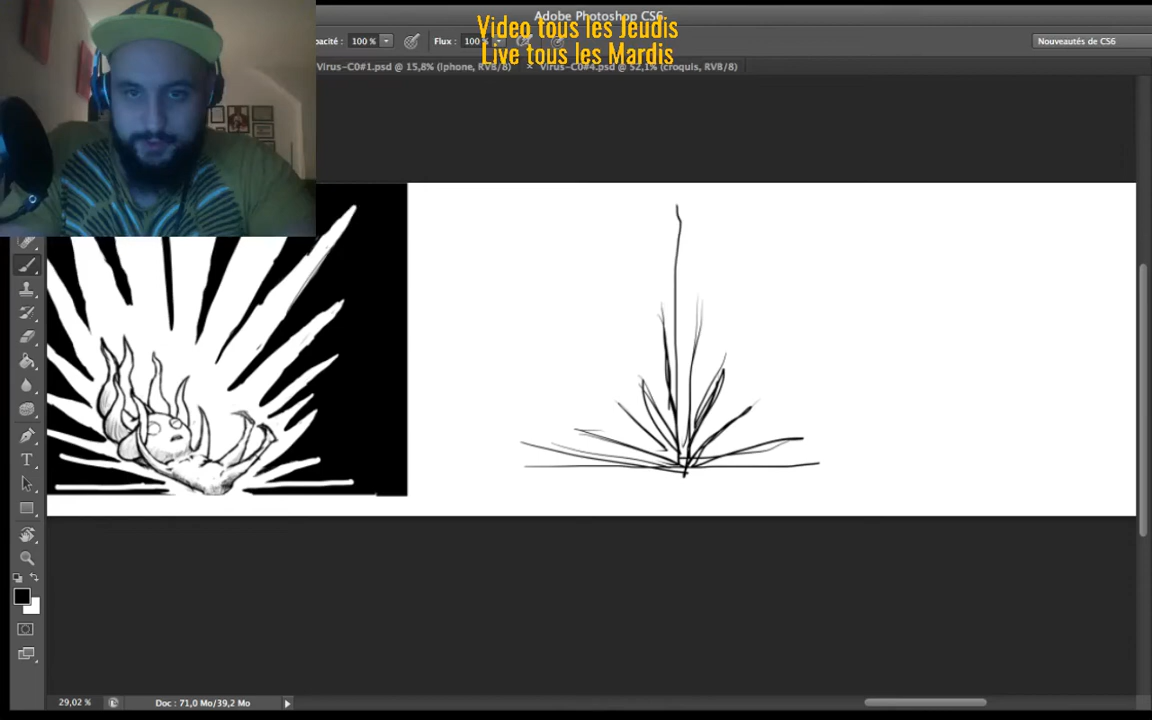 Adobe Photoshop CS6
Video tous les Jeudis
Live tous les Mardis
pacité : 100 %
Flux : 100 %
Nouveautés de CS6
Virus-C0#1.psd @ 15,8% (iphone, RVB/8)
× Virus-C0#4.psd @ 52,1% (croquis, RVB/8)
T
29,02 %
Doc : 71,0 Mo/39,2 Mo